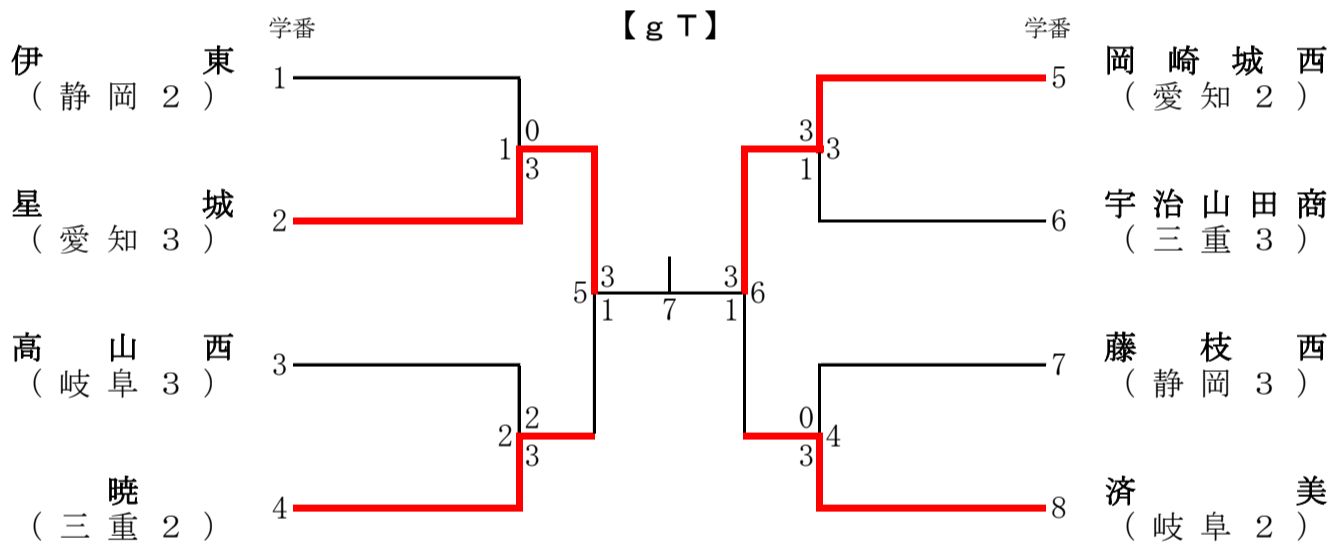 学番 【ｇＴ】 学番
伊東 1 5 岡崎城西
（静岡２） （愛知２）
0 3
1 3
3 1
星城 2 6 宇治山田商
（愛知３） （三重３）
3 3
5 6
1 7 1
高山西 3 7 藤枝西
（岐阜３） （静岡３）
2 0
2 4
3 3
暁 4 8 済美
（三重２） （岐阜２）